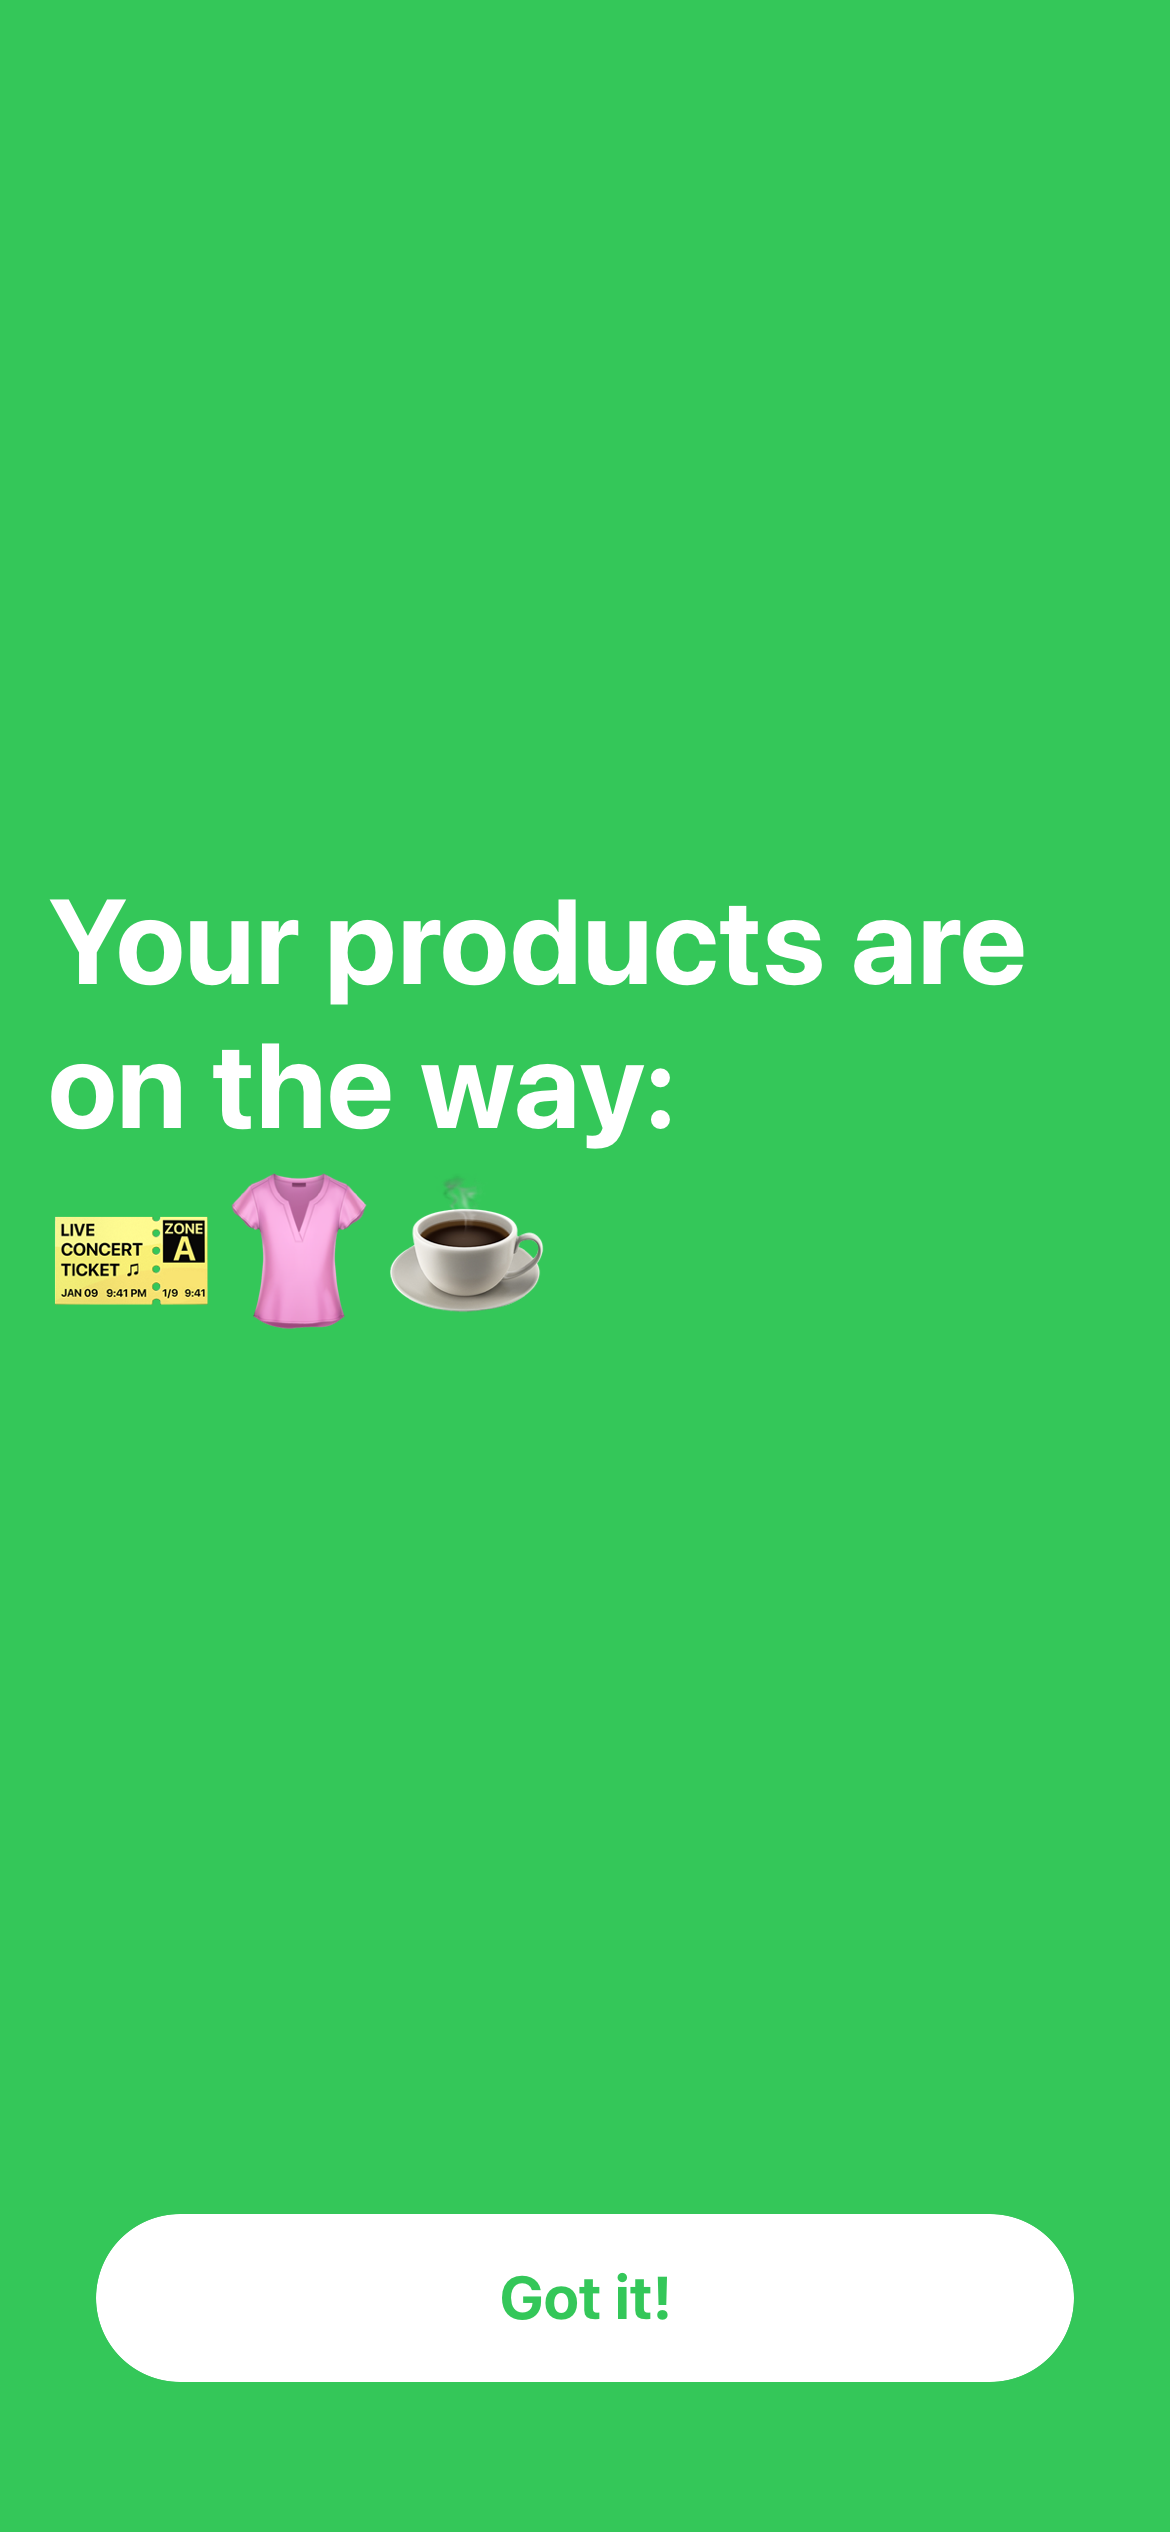 Your products are
on the way:
LIVE
CONCERT
TICKET ♫
JAN 09 9:41 PM
ZONE
A
1/9 9:41
Got it!